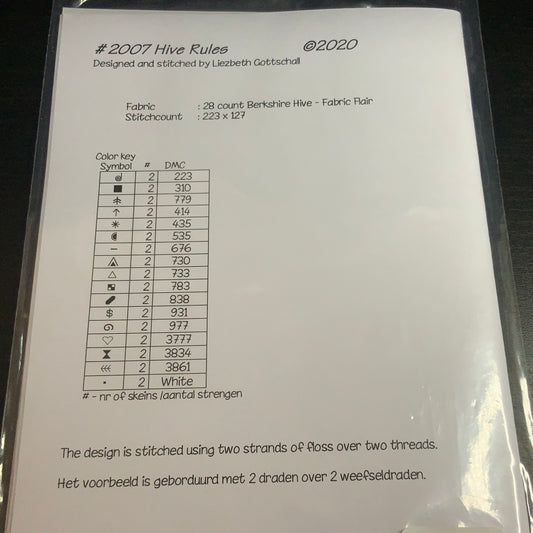 #2007 Hive Rules ©2020
Designed and stitched by Liezbeth Gottschall
Fabric : 28 count Berkshire Hive - Fabric Flair
Stitchcount : 223 x 127
Color key
Symbol # DMC
2 223
■ 2 310
2 779
↑ 2 414
✳ 2 435
2 535
– 2 676
2 730
△ 2 733
2 783
2 838
$ 2 931
2 977
♡ 2 3777
⧗ 2 3834
2 3861
• 2 White
# - nr of skeins /aantal strengen
The design is stitched using two strands of floss over two threads.
Het voorbeeld is geborduurd met 2 draden over 2 weefseldraden.